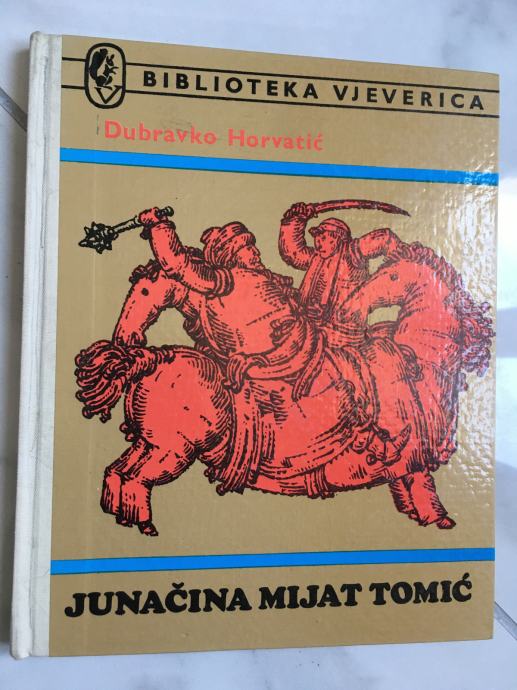 BIBLIOTEKA VJEVERICA
Dubravko Horvatić
JUNAČINA MIJAT TOMIĆ